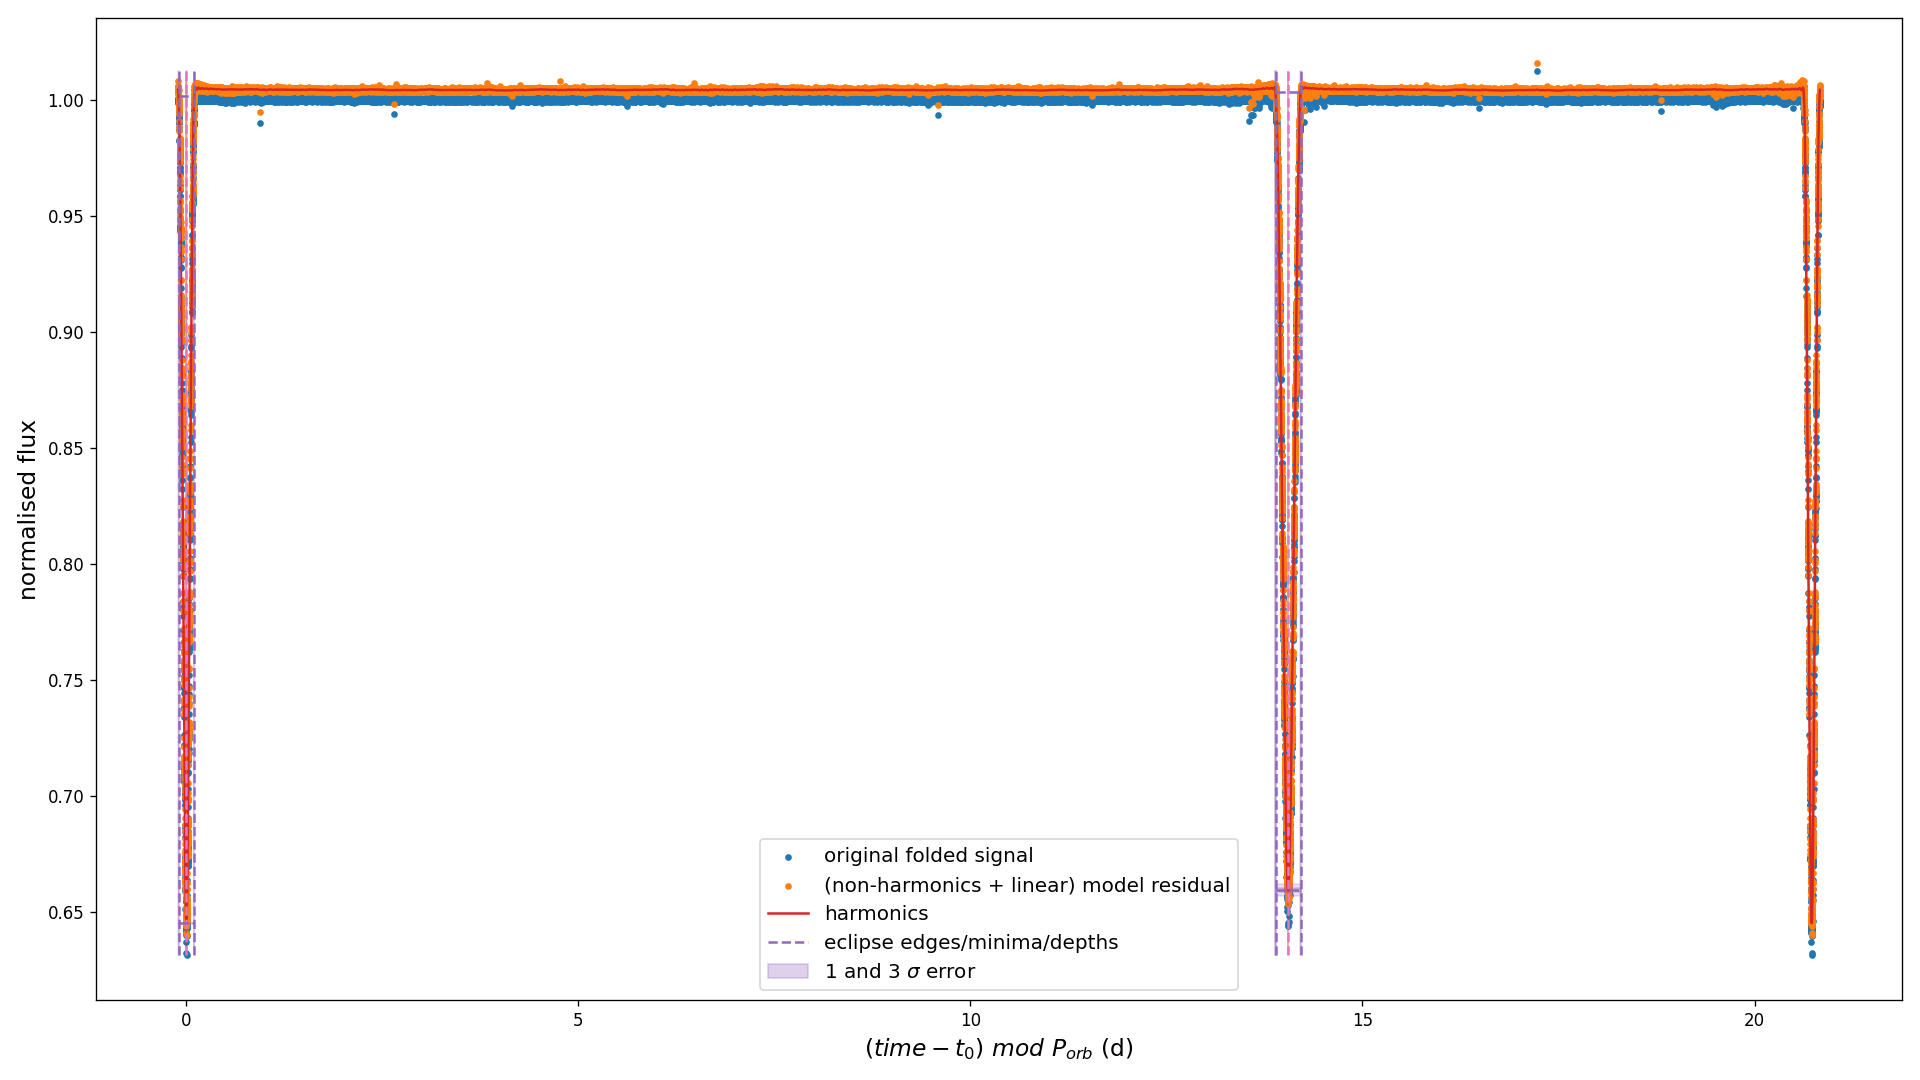 normalised flux
1.00
0.95
0.90
0.85
0.80
0.75
0.70
0.65
original folded signal
(non-harmonics + linear) model residual
harmonics
eclipse edges/minima/depths
1 and 3 σ error
0 5 10 15 20
(time − t₀) mod P_orb (d)